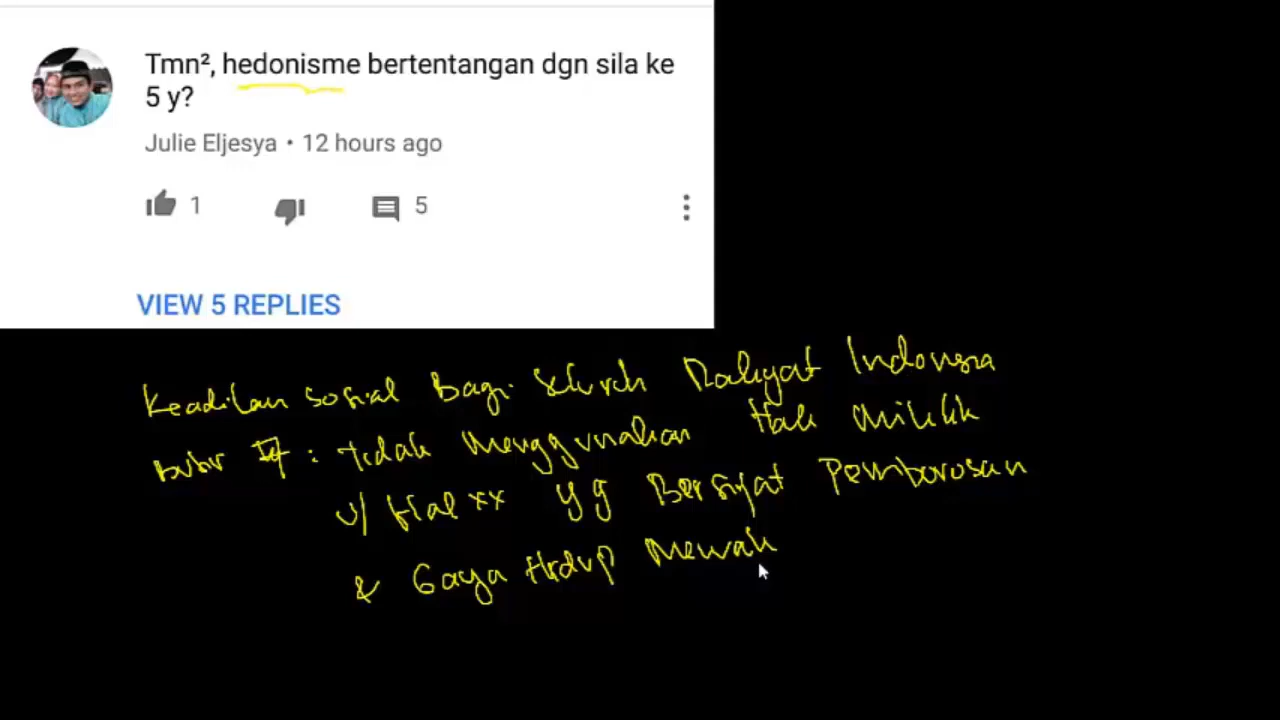 Tmn², hedonisme bertentangan dgn sila ke
5 y?
Julie Eljesya • 12 hours ago
1
5
VIEW 5 REPLIES
Keadilan sosial Bagi Seluruh Rakyat Indonesia
butir : tidak Menggunakan Hak Milik
u/ Hal xx yg Bersifat Pemborosan
& Gaya Hidup Mewah